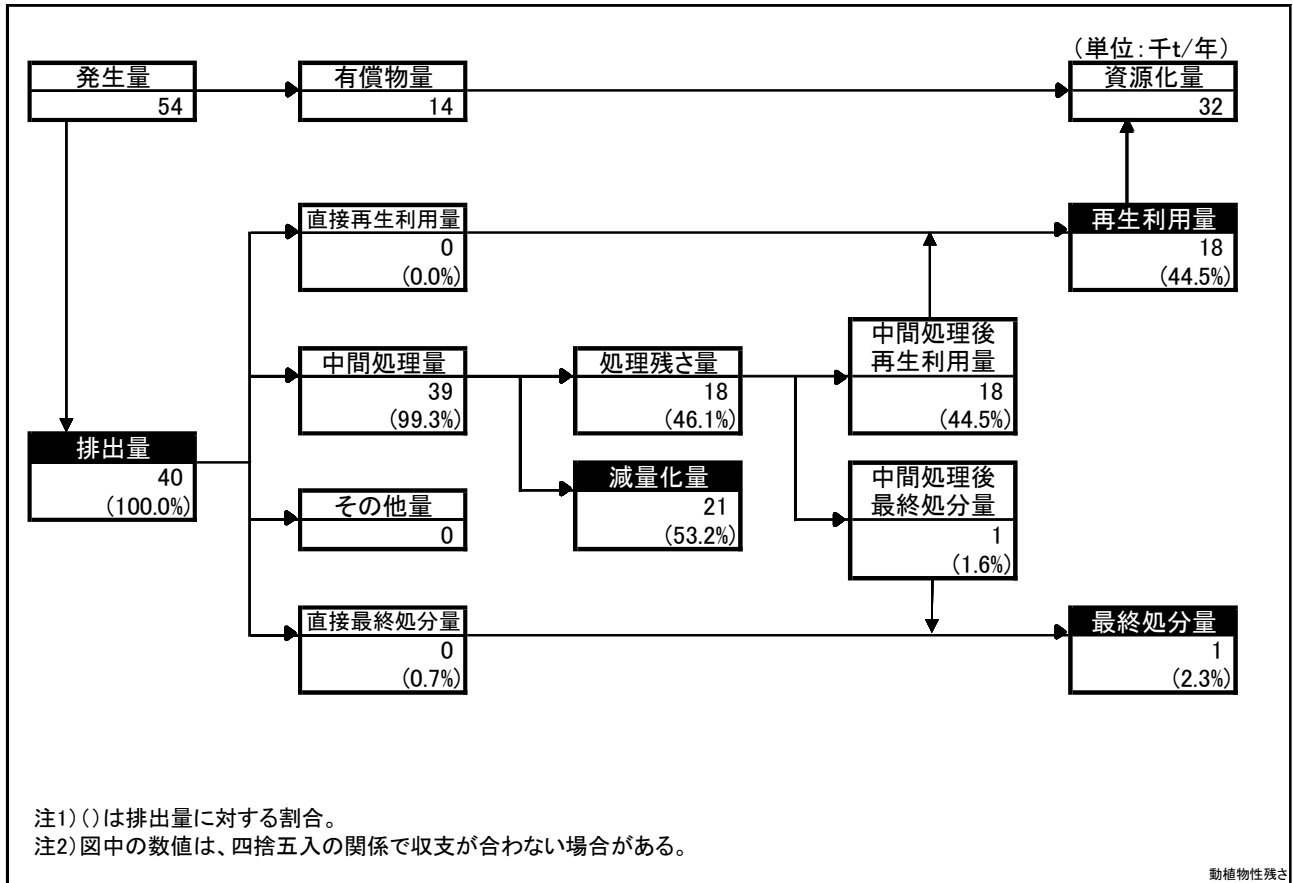 (単位:千t/年)
発生量
54
有償物量
14
資源化量
32
直接再生利用量
0
(0.0%)
再生利用量
18
(44.5%)
中間処理量
39
(99.3%)
処理残さ量
18
(46.1%)
中間処理後
再生利用量
18
(44.5%)
排出量
40
(100.0%)
減量化量
21
(53.2%)
中間処理後
最終処分量
1
(1.6%)
その他量
0
直接最終処分量
0
(0.7%)
最終処分量
1
(2.3%)
注1)()は排出量に対する割合。
注2)図中の数値は、四捨五入の関係で収支が合わない場合がある。
動植物性残さ